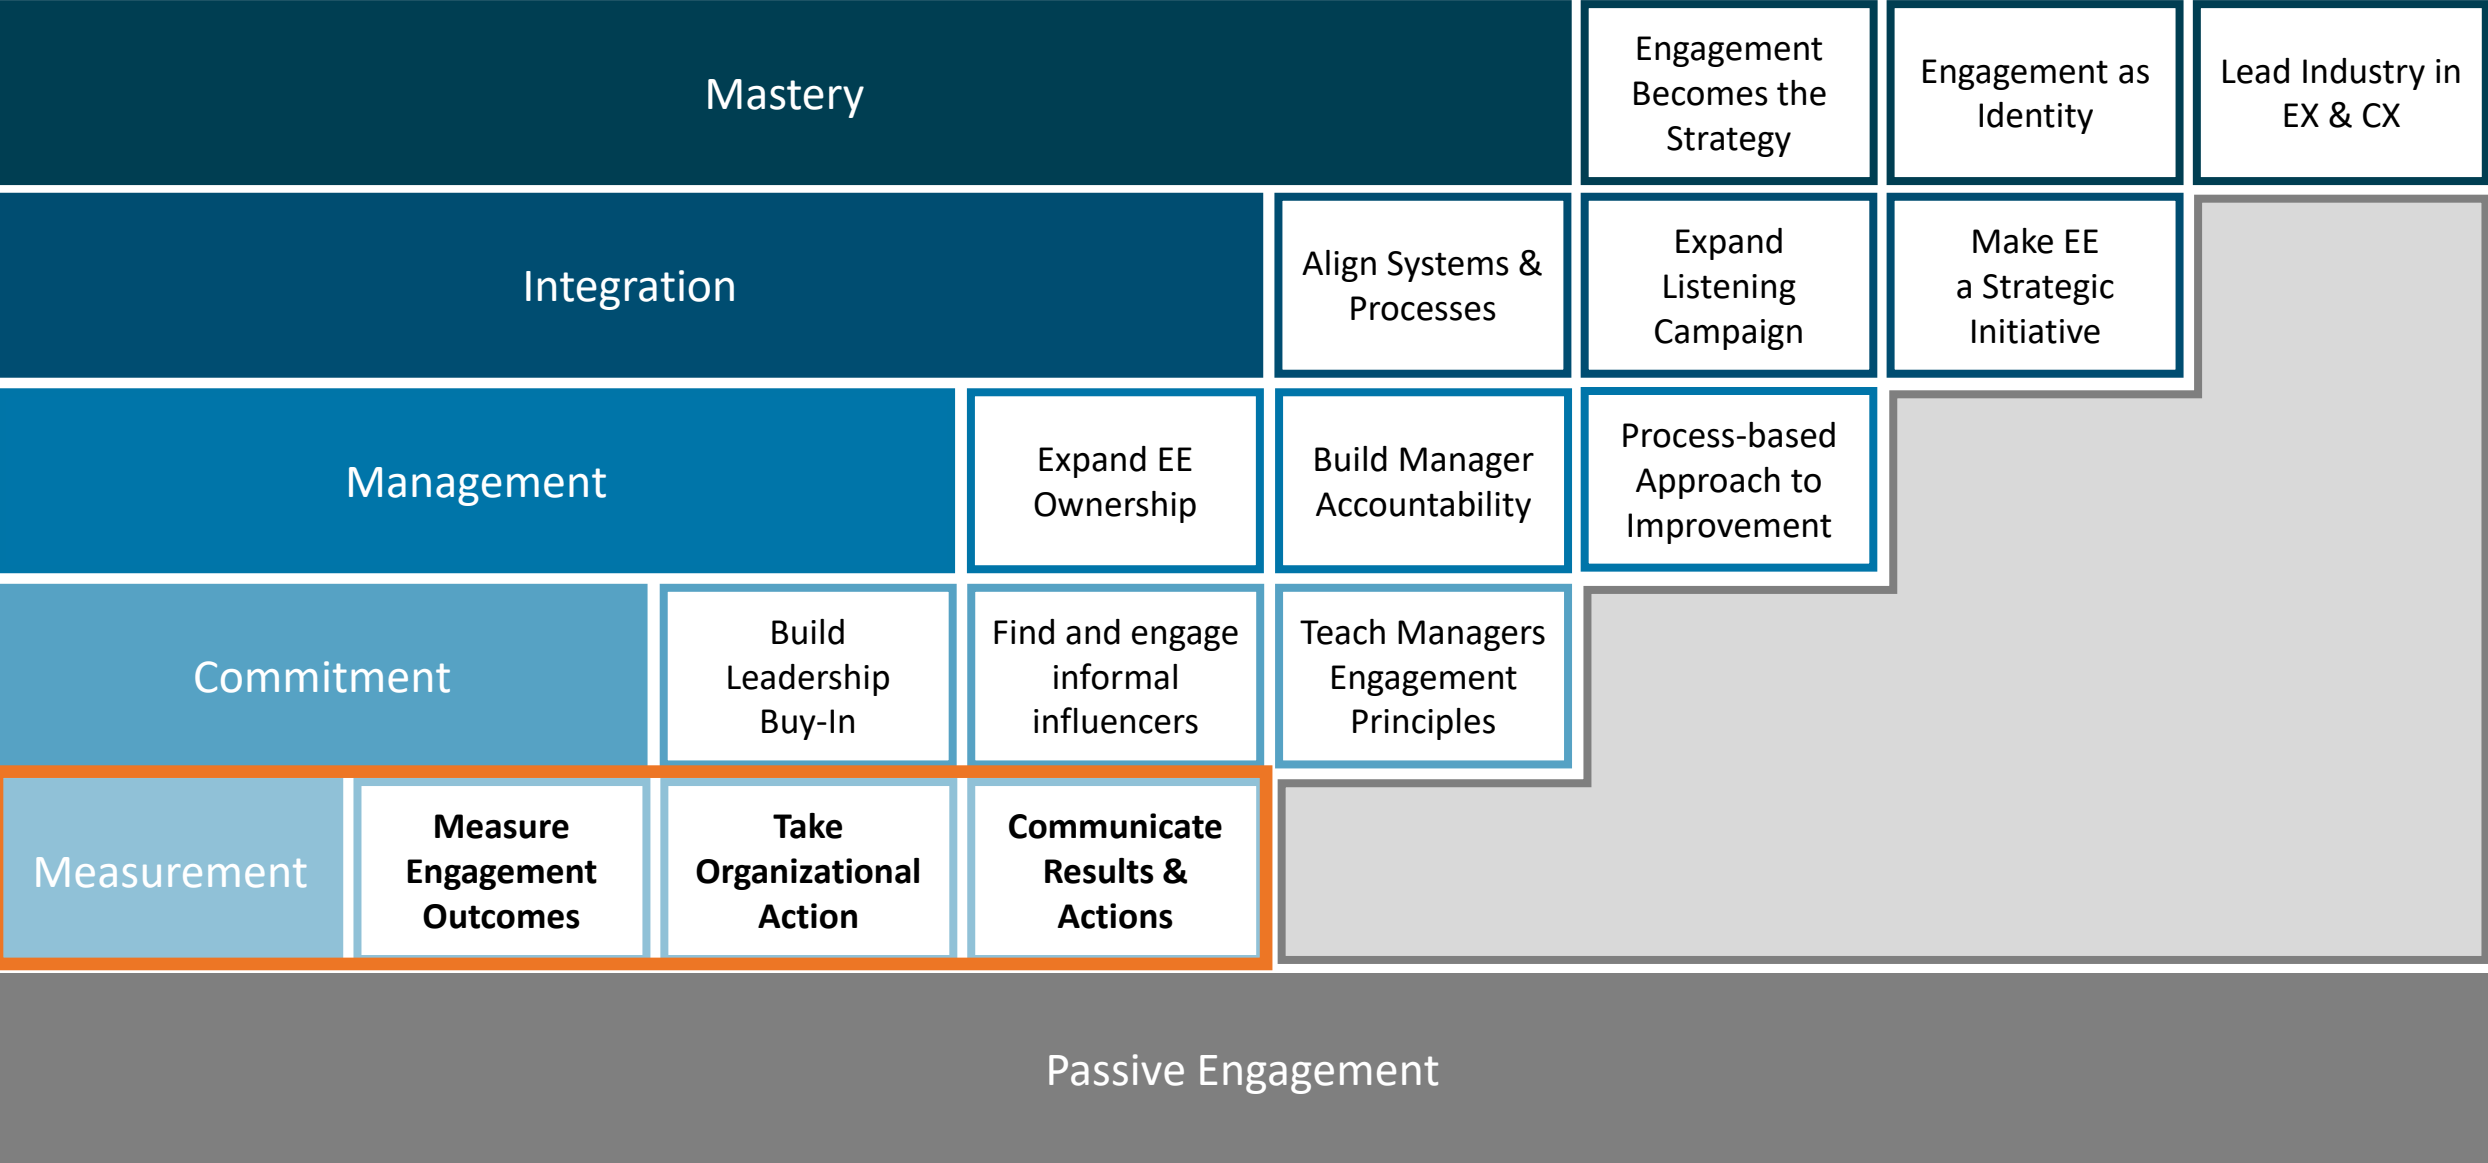 Mastery
Engagement
Becomes the
Strategy
Engagement as
Identity
Lead Industry in
EX & CX
Integration
Align Systems &
Processes
Expand
Listening
Campaign
Make EE
a Strategic
Initiative
Management
Expand EE
Ownership
Build Manager
Accountability
Process-based
Approach to
Improvement
Commitment
Build
Leadership
Buy-In
Find and engage
informal
influencers
Teach Managers
Engagement
Principles
Measurement
Measure
Engagement
Outcomes
Take
Organizational
Action
Communicate
Results &
Actions
Passive Engagement